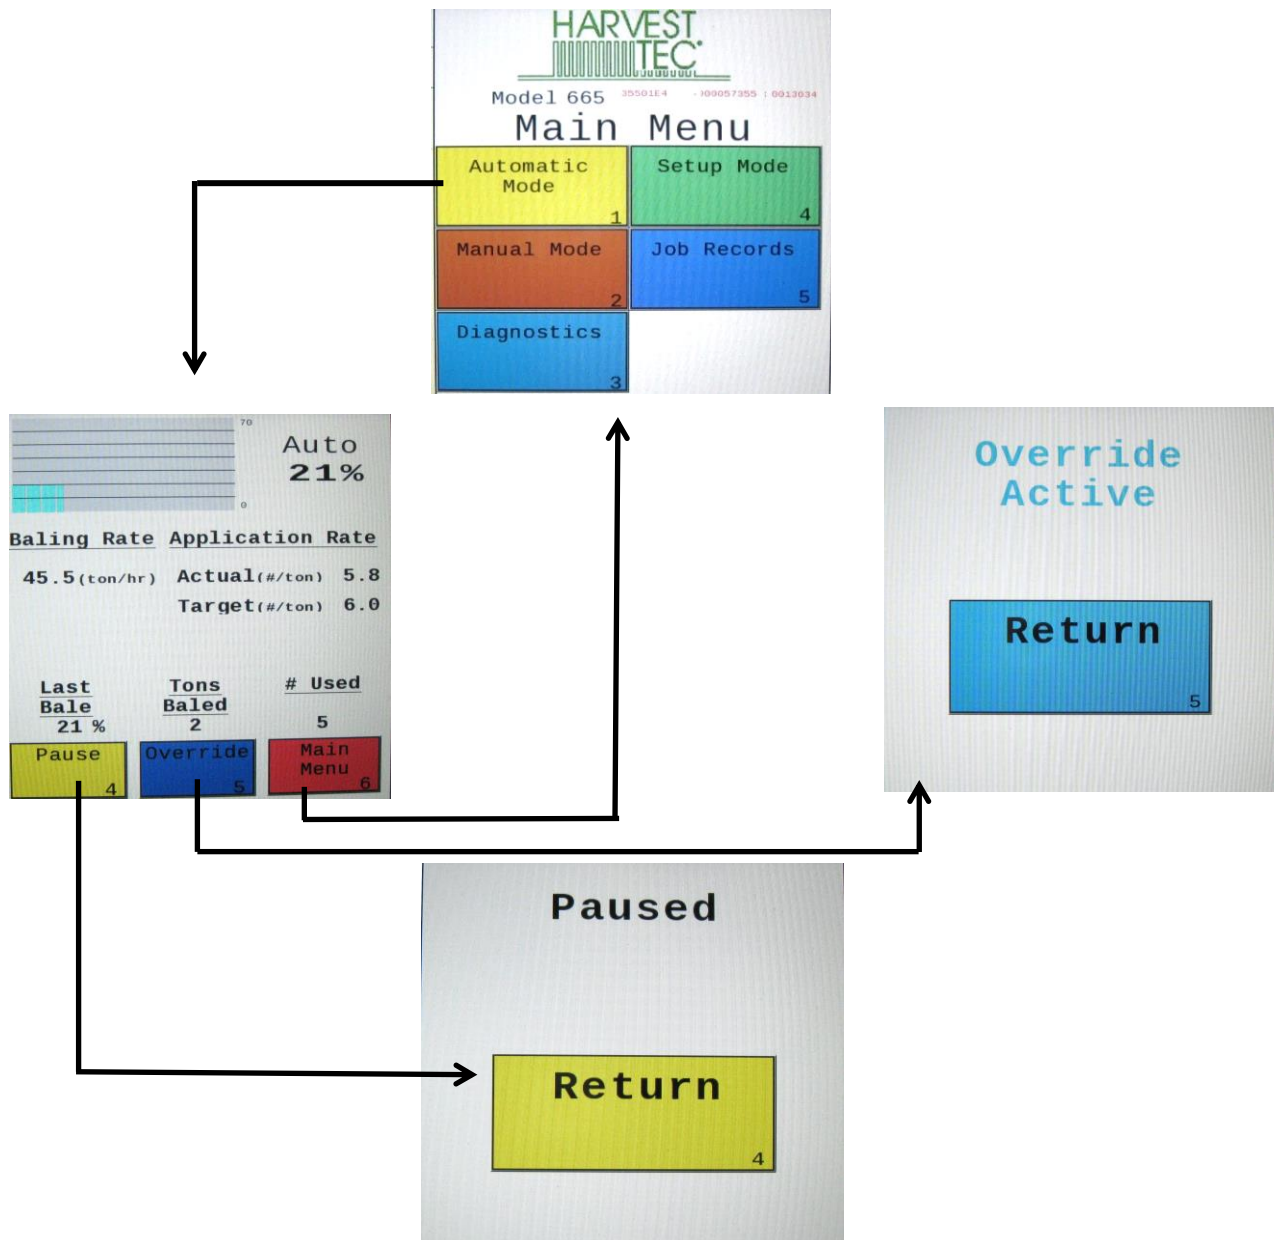 HARVEST
TEC
Model 665
35501E4
0013034
Main Menu
Automatic
Mode
1
Setup Mode
4
Manual Mode
2
Job Records
5
Diagnostics
3
70
0
Auto
21%
Baling Rate Application Rate
45.5(ton/hr) Actual(#/ton) 5.8
Target(#/ton) 6.0
Last
Bale
21 %
Tons
Baled
2
# Used
5
Pause
4
Override
5
Main
Menu
6
Override
Active
Return
5
Paused
Return
4